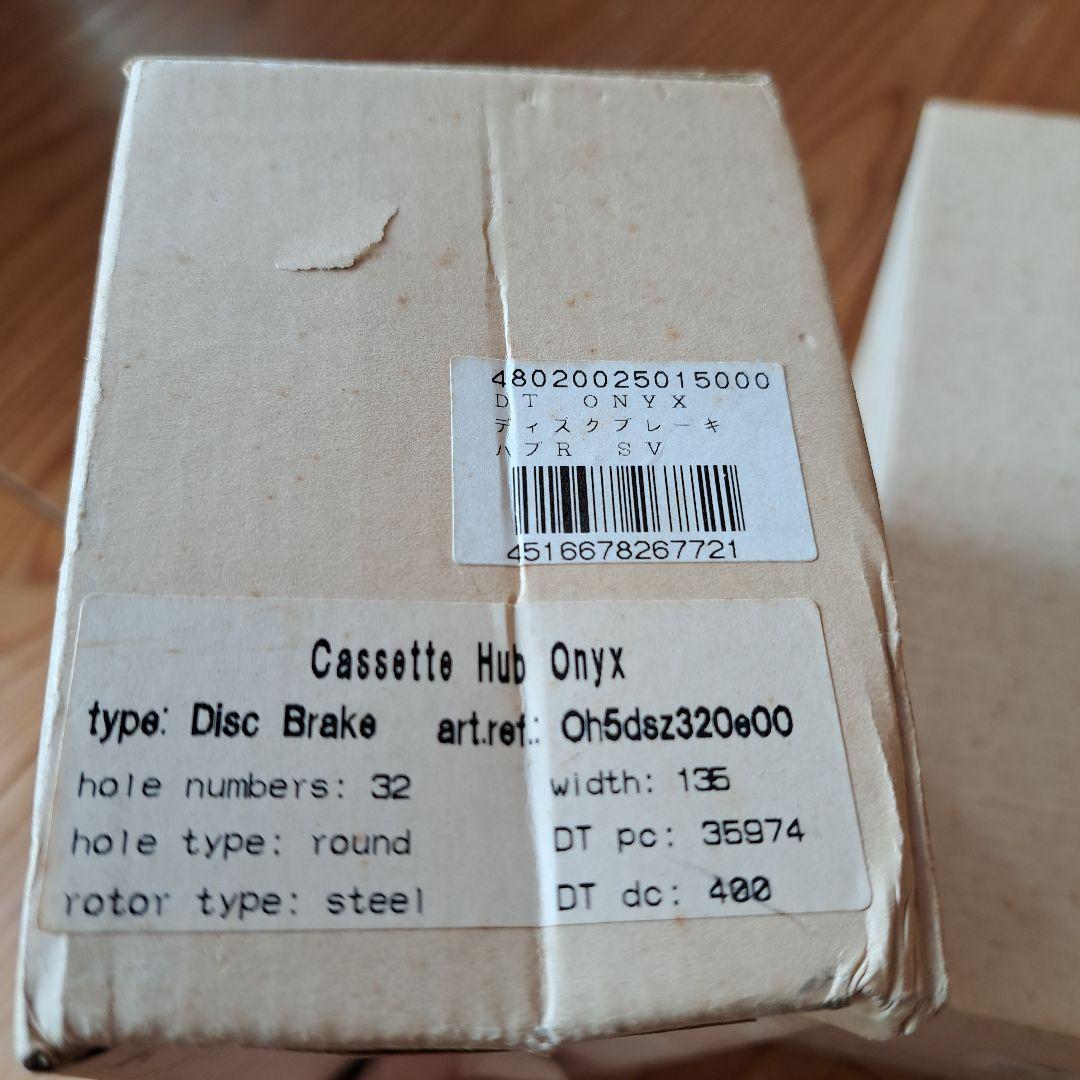 48020025015000
DT ONYX
ディスクブレーキ
ハブR SV
4516678267721
Cassette Hub Onyx
type: Disc Brake art.ref.: Oh5dsz320e00
hole numbers: 32 width: 135
hole type: round DT pc: 35974
rotor type: steel DT dc: 400